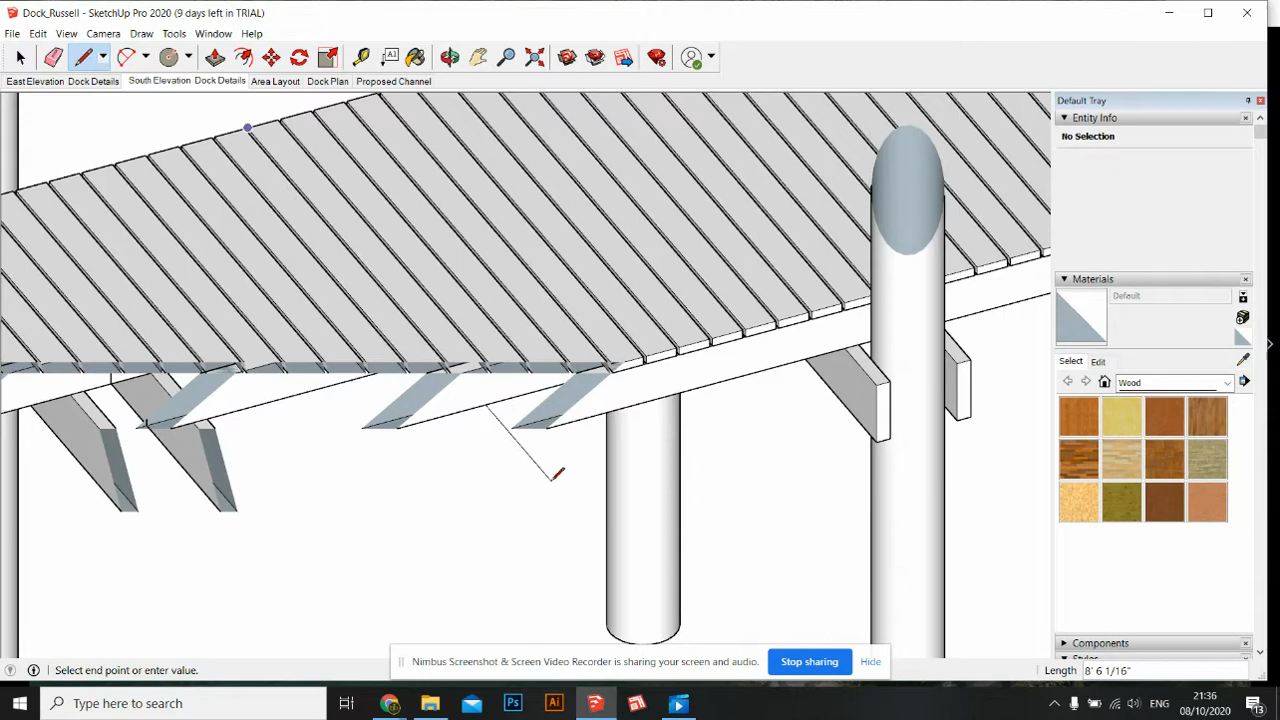 Dock_Russell - SketchUp Pro 2020 (9 days left in TRIAL)
File Edit View Camera Draw Tools Window Help
East Elevation Dock Details South Elevation Dock Details Area Layout Dock Plan Proposed Channel
Default Tray
Entity Info
No Selection
Materials
Default
Select Edit
Wood
Components
Nimbus Screenshot & Screen Video Recorder is sharing your screen and audio. Stop sharing Hide
Select end point or enter value. Length 8' 6 1/16"
Type here to search
Ps Ai
ENG
21:36
08/10/2020
13